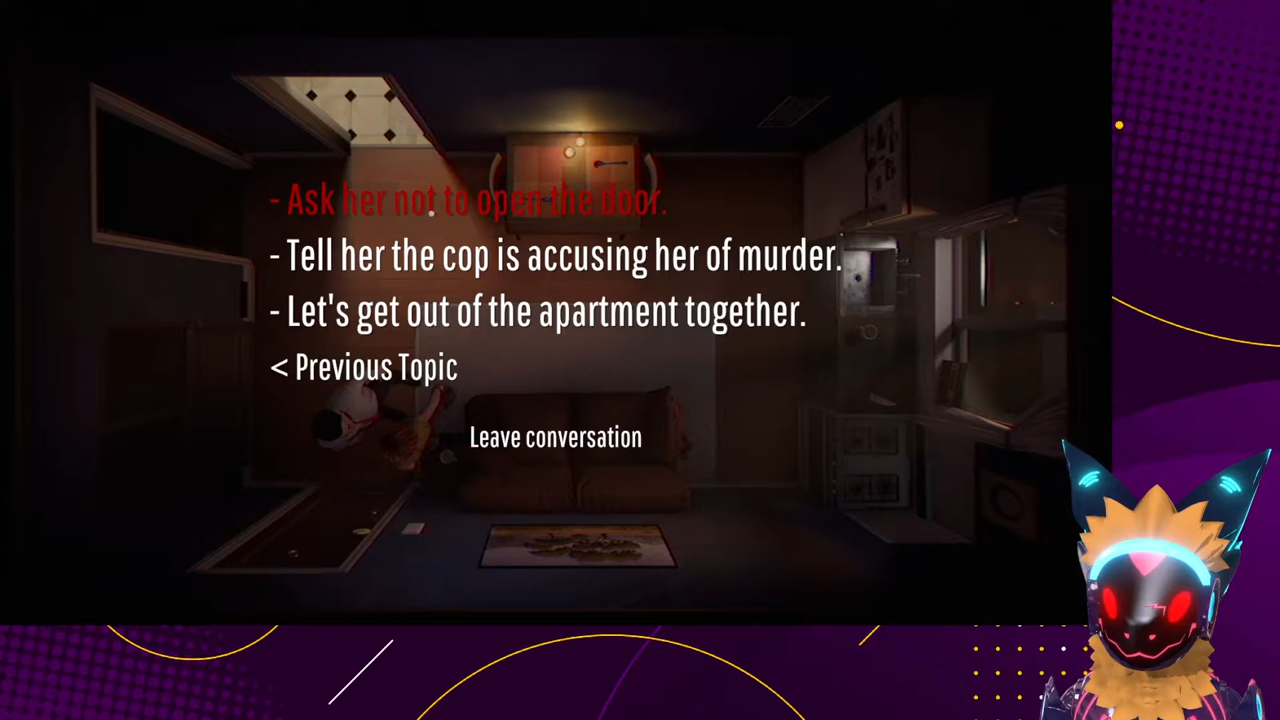 - Ask her not to open the door.
- Tell her the cop is accusing her of murder.
- Let's get out of the apartment together.
< Previous Topic
Leave conversation